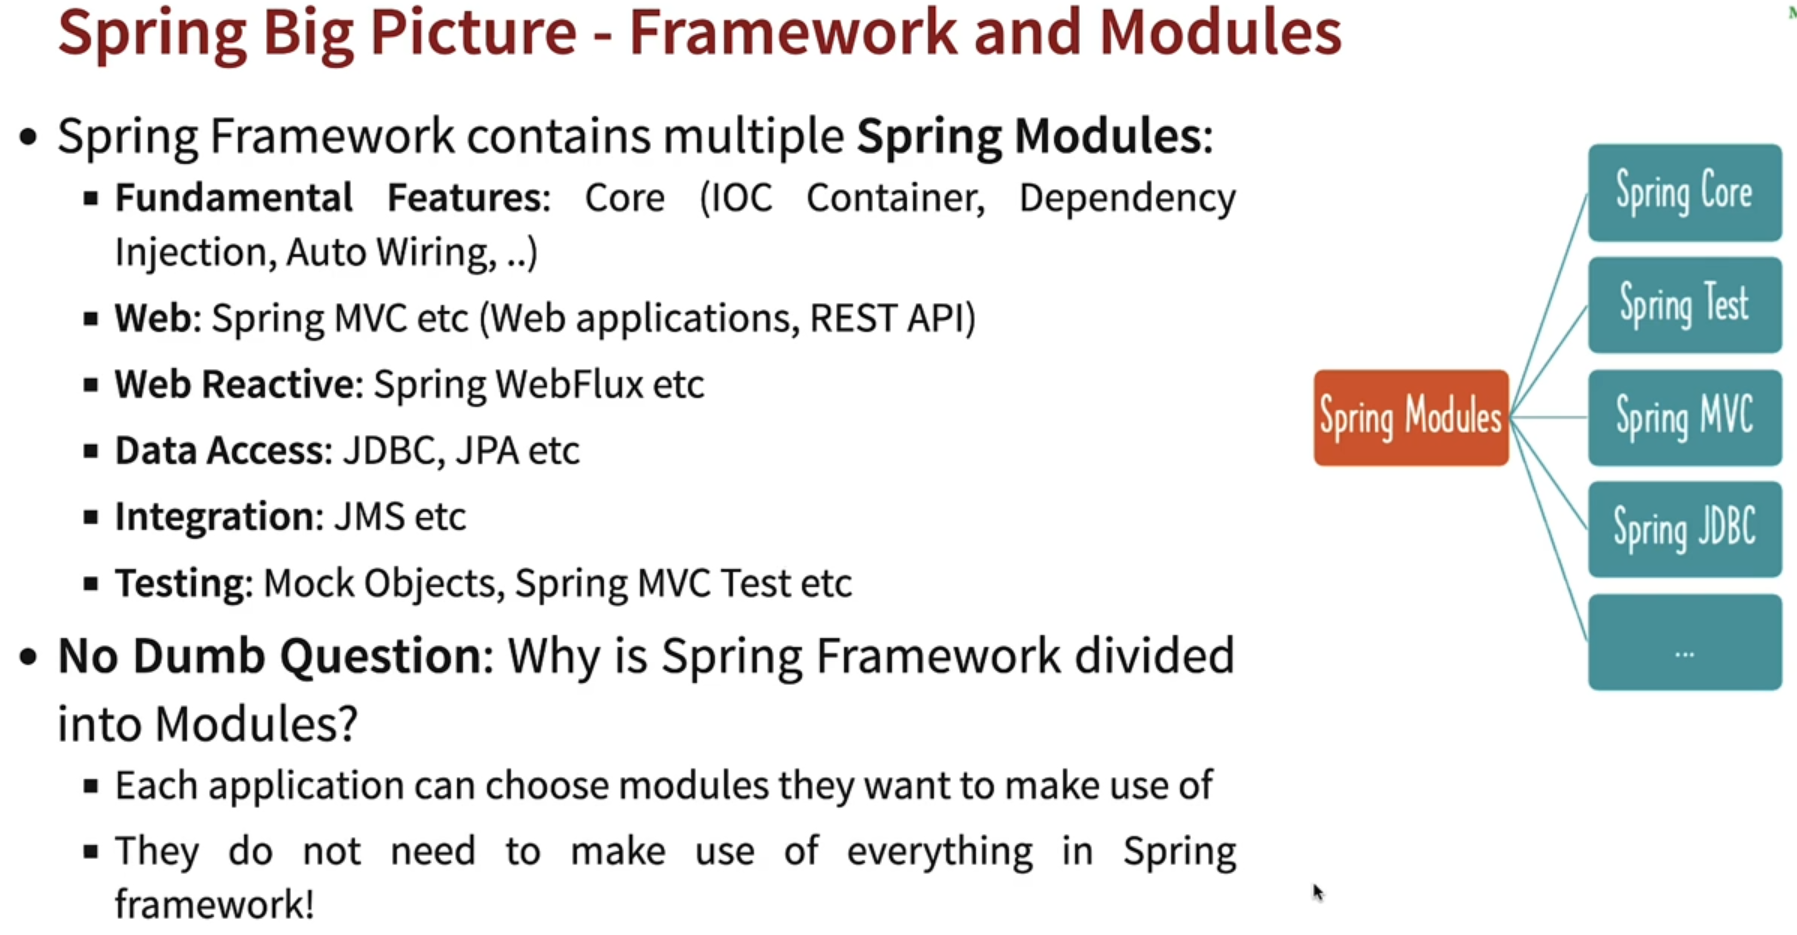 Spring Big Picture - Framework and Modules
• Spring Framework contains multiple Spring Modules:
▪ Fundamental Features: Core (IOC Container, Dependency
Injection, Auto Wiring, ..)
▪ Web: Spring MVC etc (Web applications, REST API)
▪ Web Reactive: Spring WebFlux etc
▪ Data Access: JDBC, JPA etc
▪ Integration: JMS etc
▪ Testing: Mock Objects, Spring MVC Test etc
• No Dumb Question: Why is Spring Framework divided
into Modules?
▪ Each application can choose modules they want to make use of
▪ They do not need to make use of everything in Spring
framework!
Spring Modules
Spring Core
Spring Test
Spring MVC
Spring JDBC
...